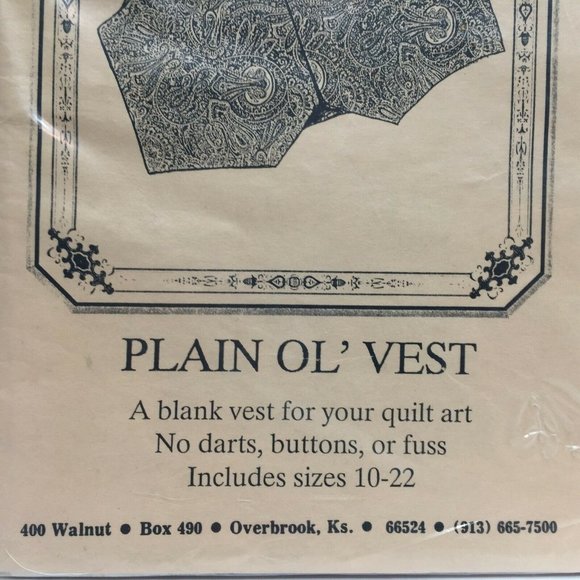 PLAIN OL' VEST
A blank vest for your quilt art
No darts, buttons, or fuss
Includes sizes 10-22
400 Walnut ● Box 490 ● Overbrook, Ks. ● 66524 ● (913) 665-7500